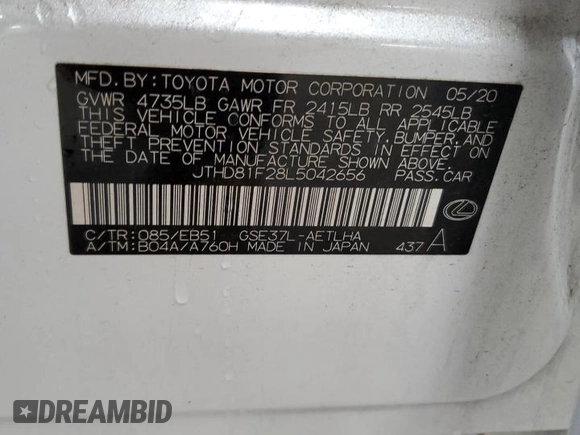 MFD. BY: TOYOTA MOTOR CORPORATION 05/20
GVWR 4735LB GAWR FR 2415LB RR 2545LB
THIS VEHICLE CONFORMS TO ALL APPLICABLE
FEDERAL MOTOR VEHICLE SAFETY, BUMPER, AND
THEFT PREVENTION STANDARDS IN EFFECT ON
THE DATE OF MANUFACTURE SHOWN ABOVE.
JTHD81F28L5042656 PASS. CAR
C/TR: 085/EB51 GSE37L-AETLHA
A/TM: B04A/A760H MADE IN JAPAN 437 A
DREAMBID